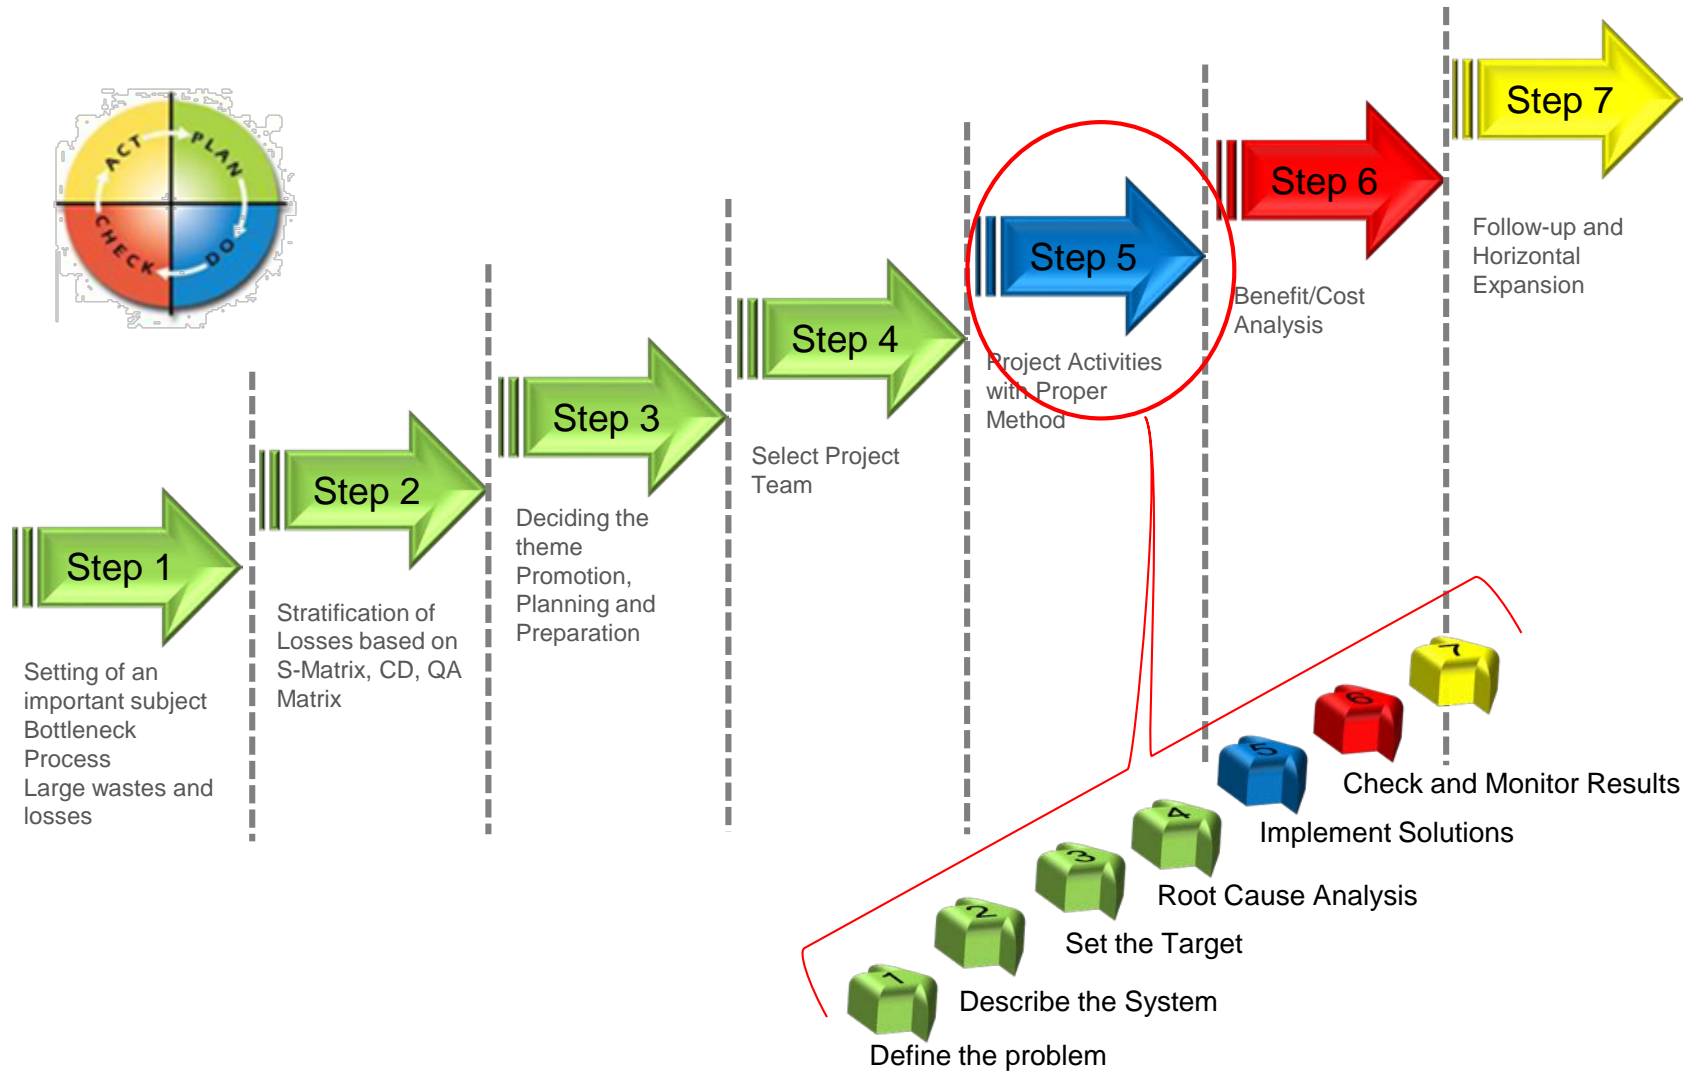 ACT
PLAN
CHECK
DO
Step 1
Setting of an
important subject
Bottleneck
Process
Large wastes and
losses
Step 2
Stratification of
Losses based on
S-Matrix, CD, QA
Matrix
Step 3
Deciding the
theme
Promotion,
Planning and
Preparation
Step 4
Select Project
Team
Step 5
Project Activities
with Proper
Method
Step 6
Benefit/Cost
Analysis
Step 7
Follow-up and
Horizontal
Expansion
7
6
5
Check and Monitor Results
4
Implement Solutions
3
Root Cause Analysis
2
Set the Target
1
Describe the System
Define the problem